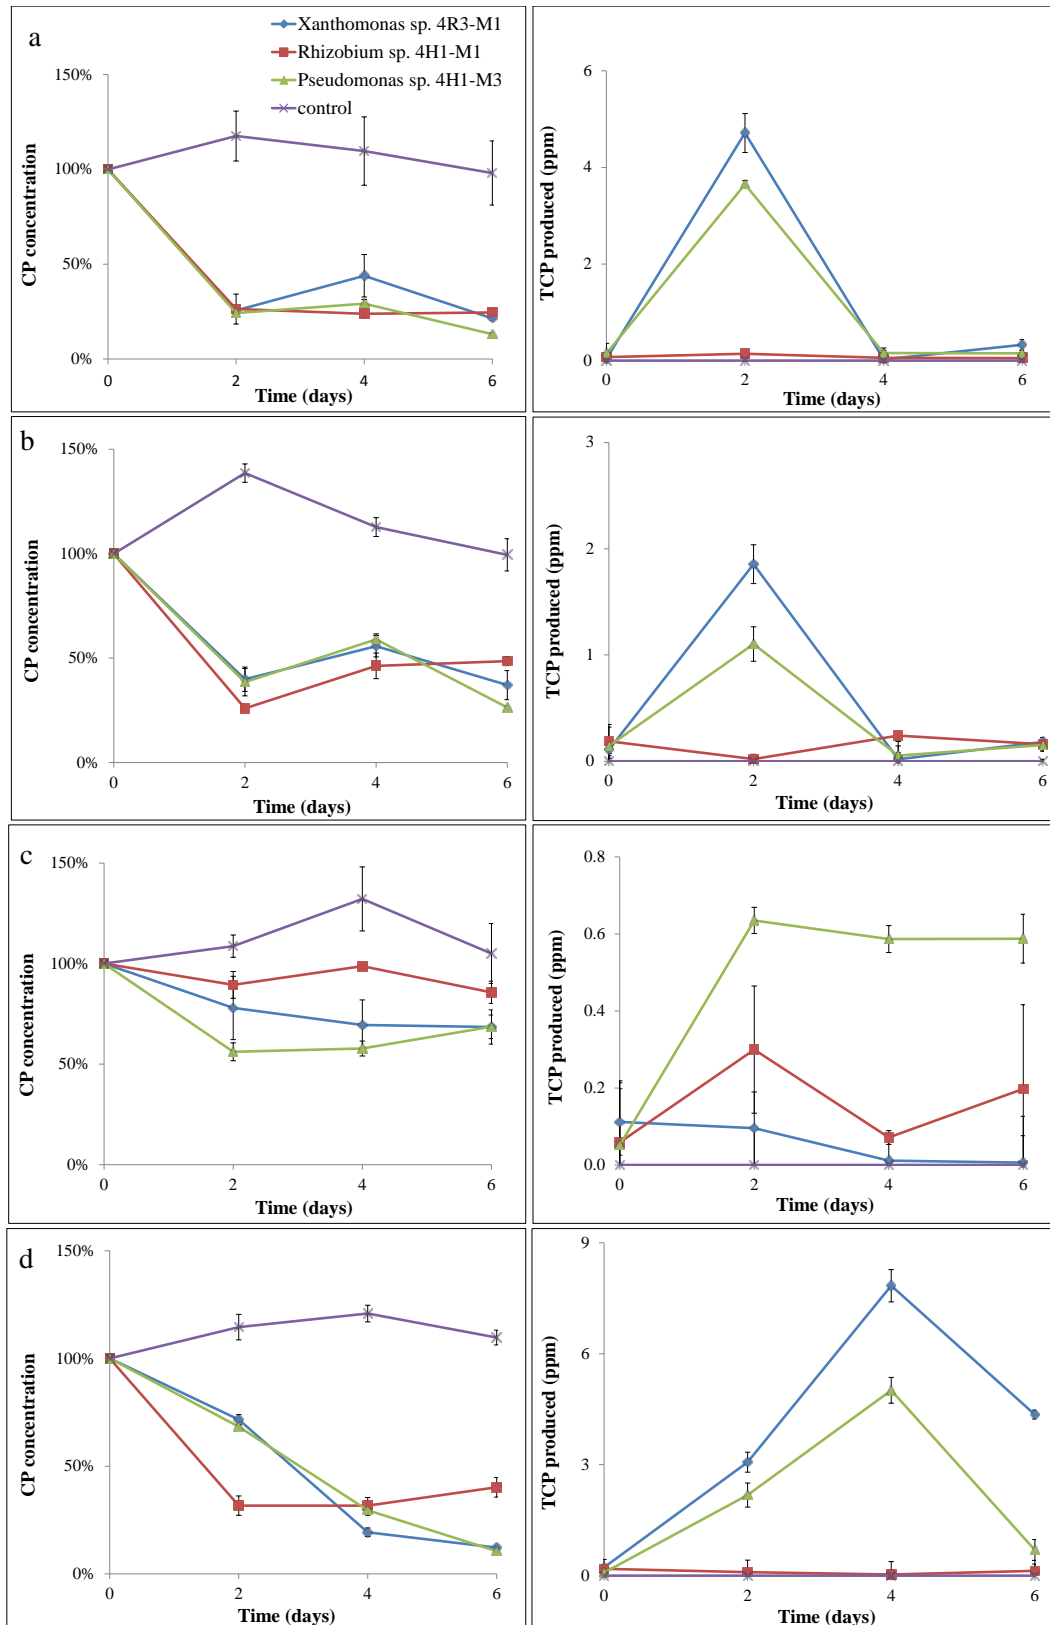 a
Xanthomonas sp. 4R3-M1
Rhizobium sp. 4H1-M1
Pseudomonas sp. 4H1-M3
control
150%
100%
50%
0%
CP concentration
0 2 4 6
Time (days)
6
4
2
0
TCP produced (ppm)
0 2 4 6
Time (days)
b
150%
100%
50%
0%
CP concentration
0 2 4 6
Time (days)
3
2
1
0
TCP produced (ppm)
0 2 4 6
Time (days)
c
150%
100%
50%
0%
CP concentration
0 2 4 6
Time (days)
0.8
0.6
0.4
0.2
0.0
TCP produced (ppm)
0 2 4 6
Time (days)
d
150%
100%
50%
0%
CP concentration
0 2 4 6
Time (days)
9
6
3
0
TCP produced (ppm)
0 2 4 6
Time (days)